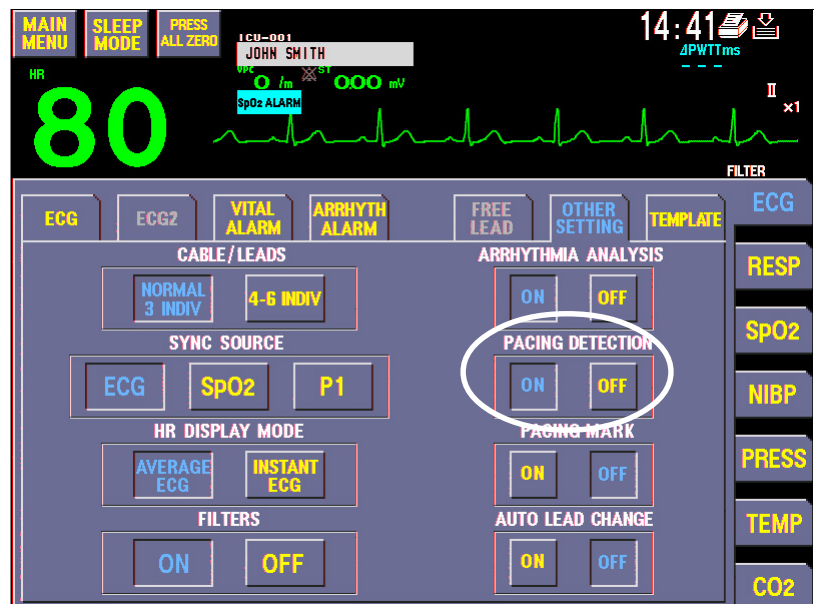 MAIN MENU
SLEEP MODE
PRESS ALL ZERO
ICU-001
JOHN SMITH
14:41
ΔPWTTms
---
HR
80
VPC
0 /m
ST
0.00 mV
SpO2 ALARM
II
×1
FILTER
ECG
ECG2
VITAL ALARM
ARRHYTH ALARM
FREE LEAD
OTHER SETTING
TEMPLATE
ECG
RESP
SpO2
NIBP
PRESS
TEMP
CO2
CABLE/LEADS
NORMAL 3 INDIV
4-6 INDIV
SYNC SOURCE
ECG
SpO2
P1
HR DISPLAY MODE
AVERAGE ECG
INSTANT ECG
FILTERS
ON
OFF
ARRHYTHMIA ANALYSIS
ON
OFF
PACING DETECTION
ON
OFF
PACING MARK
ON
OFF
AUTO LEAD CHANGE
ON
OFF